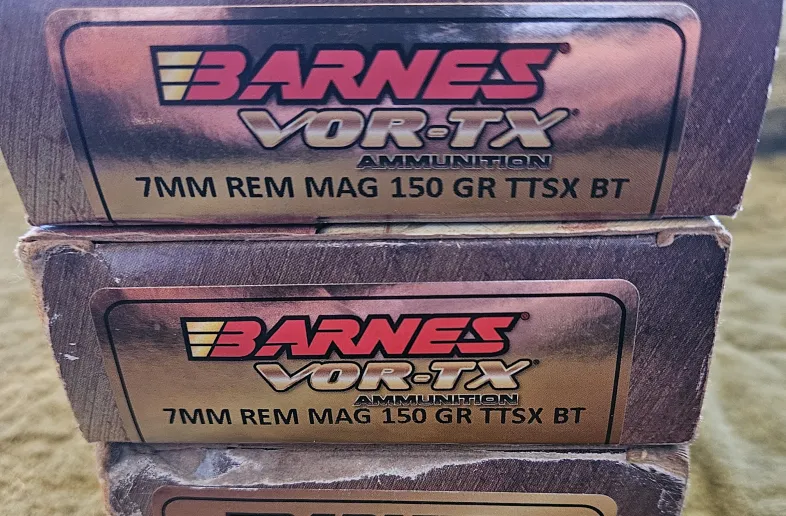 BARNES
VOR-TX
AMMUNITION
7MM REM MAG 150 GR TTSX BT
BARNES
VOR-TX
AMMUNITION
7MM REM MAG 150 GR TTSX BT